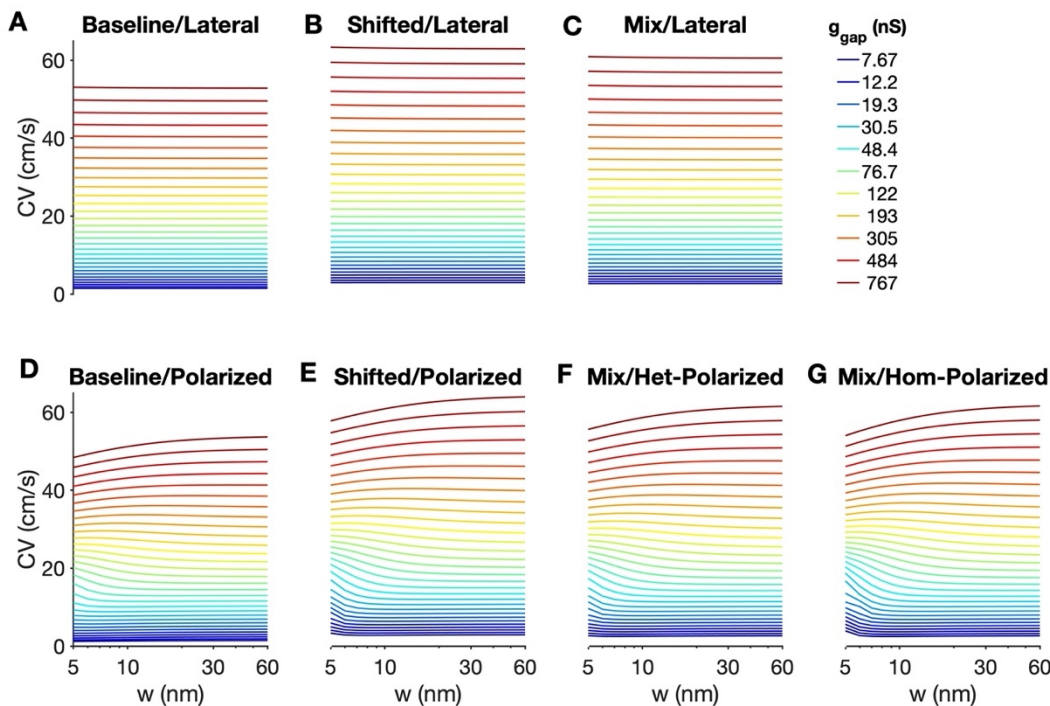 A Baseline/Lateral
B Shifted/Lateral
C Mix/Lateral
g_gap (nS)
7.67
12.2
19.3
30.5
48.4
76.7
122
193
305
484
767
CV (cm/s)
60
40
20
0
D Baseline/Polarized
E Shifted/Polarized
F Mix/Het-Polarized
G Mix/Hom-Polarized
CV (cm/s)
60
40
20
0
5 10 30 60
5 10 30 60
5 10 30 60
5 10 30 60
w (nm)
w (nm)
w (nm)
w (nm)